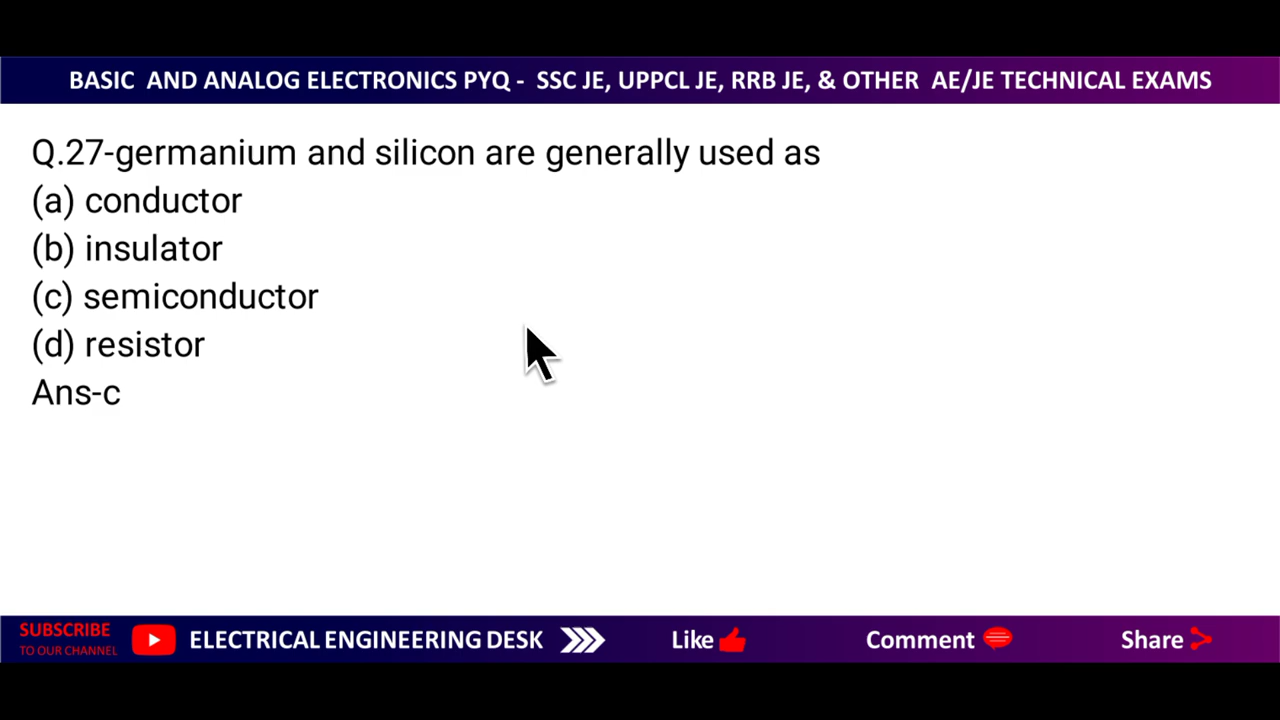 BASIC AND ANALOG ELECTRONICS PYQ - SSC JE, UPPCL JE, RRB JE, & OTHER AE/JE TECHNICAL EXAMS
Q.27-germanium and silicon are generally used as
(a) conductor
(b) insulator
(c) semiconductor
(d) resistor
Ans-c
SUBSCRIBE
TO OUR CHANNEL
ELECTRICAL ENGINEERING DESK
Like
Comment
Share